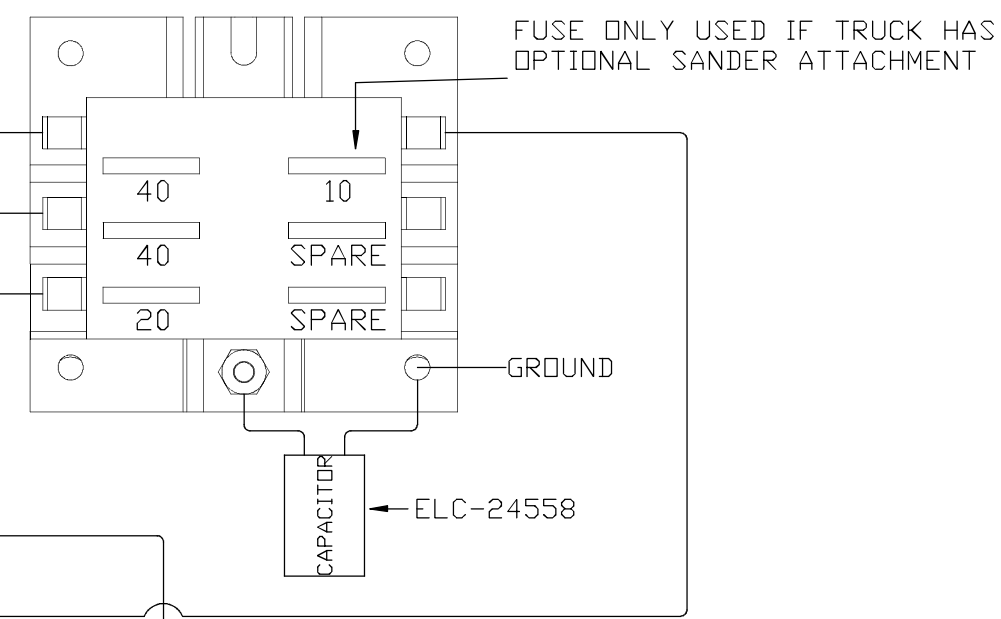 FUSE ONLY USED IF TRUCK HAS
OPTIONAL SANDER ATTACHMENT
40
10
40
SPARE
20
SPARE
GROUND
CAPACITOR
ELC-24558